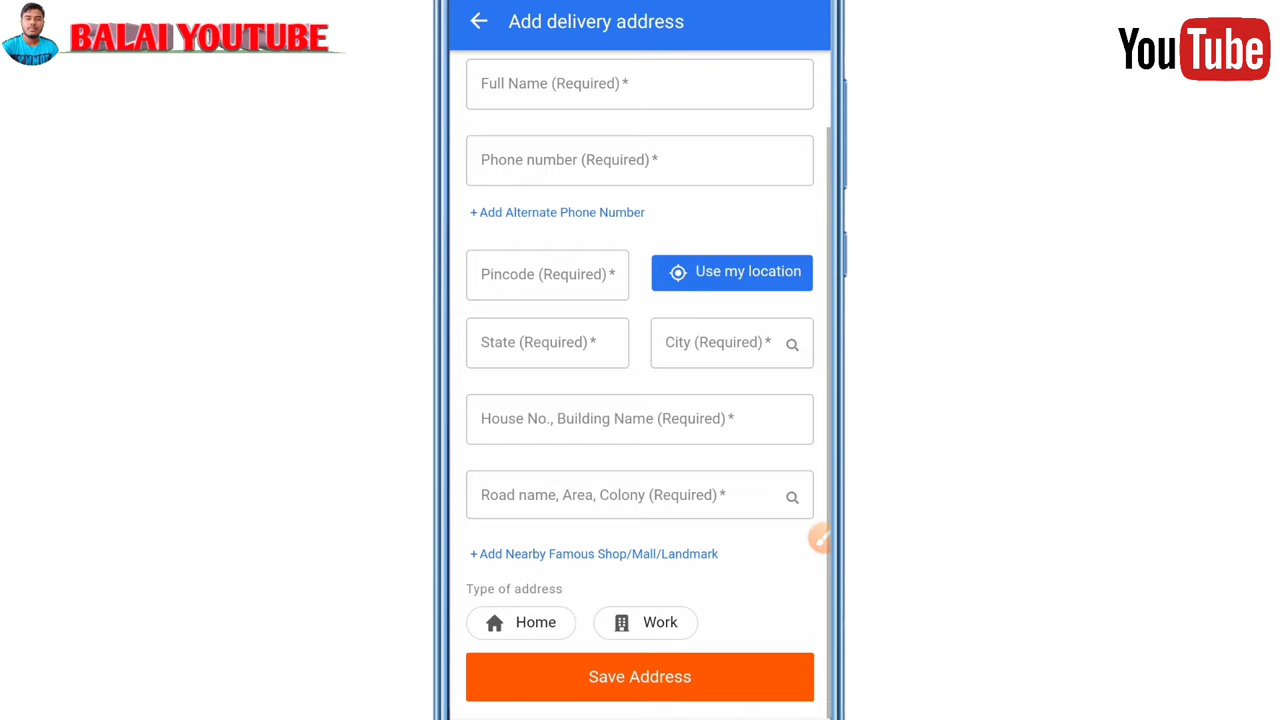 BALAI YOUTUBE
YouTube
Add delivery address
Full Name (Required) *
Phone number (Required) *
+ Add Alternate Phone Number
Pincode (Required) *
Use my location
State (Required) *
City (Required) *
House No., Building Name (Required) *
Road name, Area, Colony (Required) *
+ Add Nearby Famous Shop/Mall/Landmark
Type of address
Home
Work
Save Address